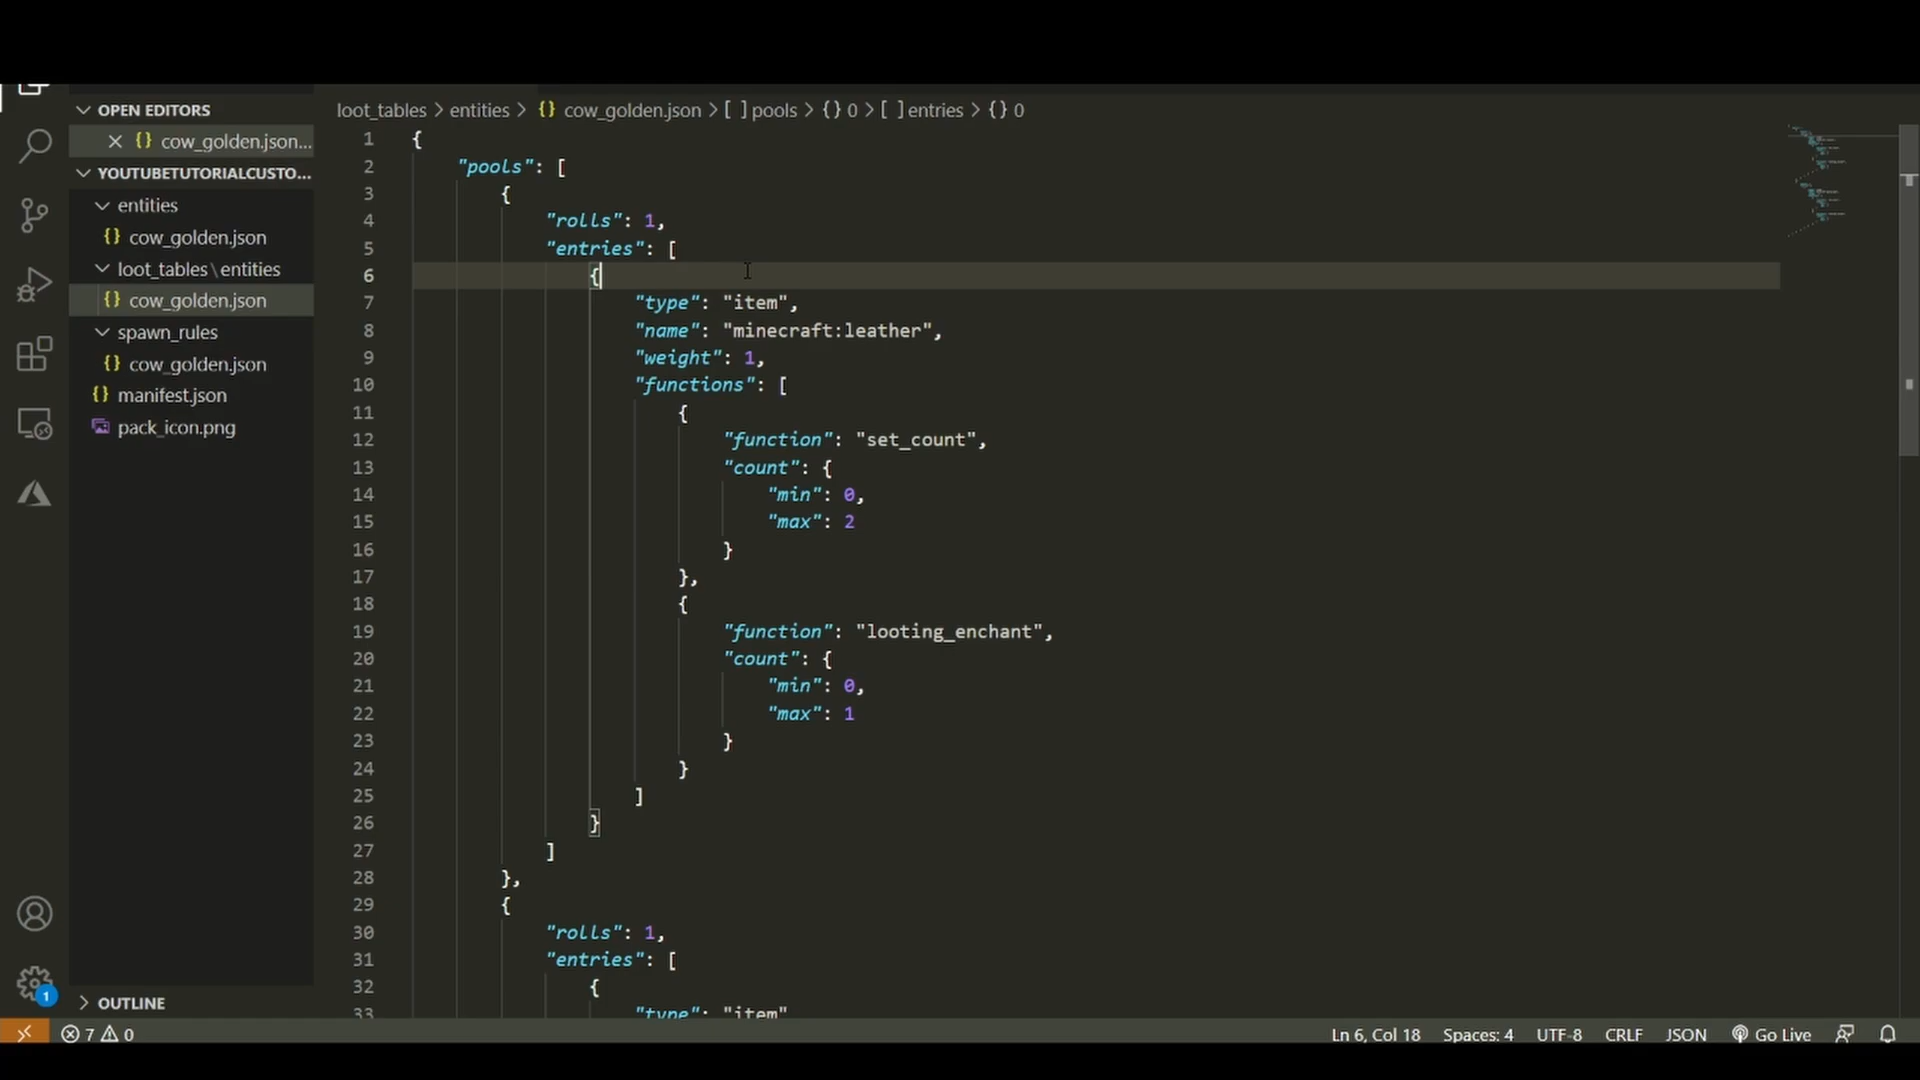 OPEN EDITORS
cow_golden.json...
YOUTUBETUTORIALCUSTO...
entities
cow_golden.json
loot_tables\entities
cow_golden.json
spawn_rules
cow_golden.json
manifest.json
pack_icon.png
OUTLINE
loot_tables > entities > {} cow_golden.json > [ ] pools > {} 0 > [ ] entries > {} 0
1 {
2 "pools": [
3 {
4 "rolls": 1,
5 "entries": [
6 {
7 "type": "item",
8 "name": "minecraft:leather",
9 "weight": 1,
10 "functions": [
11 {
12 "function": "set_count",
13 "count": {
14 "min": 0,
15 "max": 2
16 }
17 },
18 {
19 "function": "looting_enchant",
20 "count": {
21 "min": 0,
22 "max": 1
23 }
24 }
25 ]
26 }
27 ]
28 },
29 {
30 "rolls": 1,
31 "entries": [
32 {
33 "type": "item"
1
7 0
Ln 6, Col 18 Spaces: 4 UTF-8 CRLF JSON Go Live